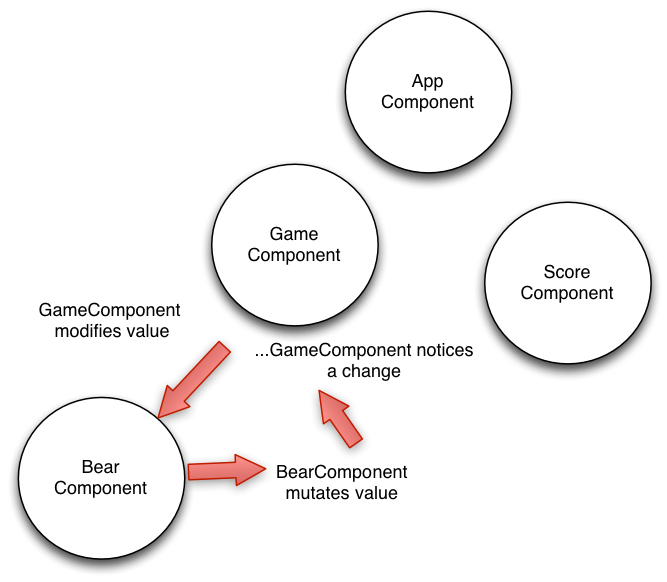 App
Component
Game
Component
Score
Component
GameComponent
modifies value
...GameComponent notices
a change
Bear
Component
BearComponent
mutates value